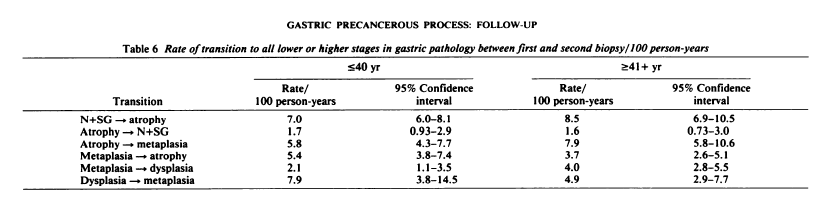 GASTRIC PRECANCEROUS PROCESS: FOLLOW-UP
Table 6 Rate of transition to all lower or higher stages in gastric pathology between first and second biopsy/100 person-years
≤40 yr ≥41+ yr
Rate/ 95% Confidence Rate/ 95% Confidence
Transition 100 person-years interval 100 person-years interval
N+SG → atrophy 7.0 6.0–8.1 8.5 6.9–10.5
Atrophy → N+SG 1.7 0.93–2.9 1.6 0.73–3.0
Atrophy → metaplasia 5.8 4.3–7.7 7.9 5.8–10.6
Metaplasia → atrophy 5.4 3.8–7.4 3.7 2.6–5.1
Metaplasia → dysplasia 2.1 1.1–3.5 4.0 2.8–5.5
Dysplasia → metaplasia 7.9 3.8–14.5 4.9 2.9–7.7